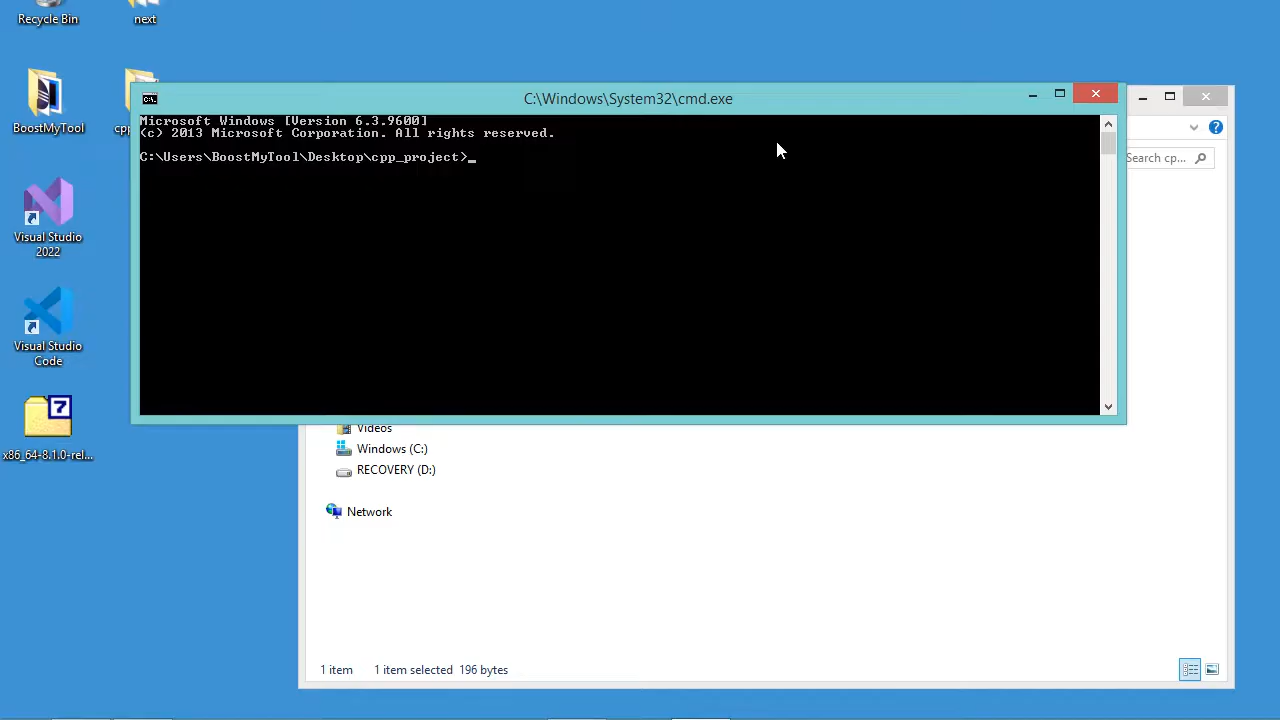 Recycle Bin
next
BoostMyTool
cpp
Visual Studio
2022
Visual Studio
Code
x86_64-8.1.0-rel...
C:\Windows\System32\cmd.exe
Microsoft Windows [Version 6.3.9600]
(c) 2013 Microsoft Corporation. All rights reserved.
C:\Users\BoostMyTool\Desktop\cpp_project>_
Search cp...
Videos
Windows (C:)
RECOVERY (D:)
Network
1 item 1 item selected 196 bytes